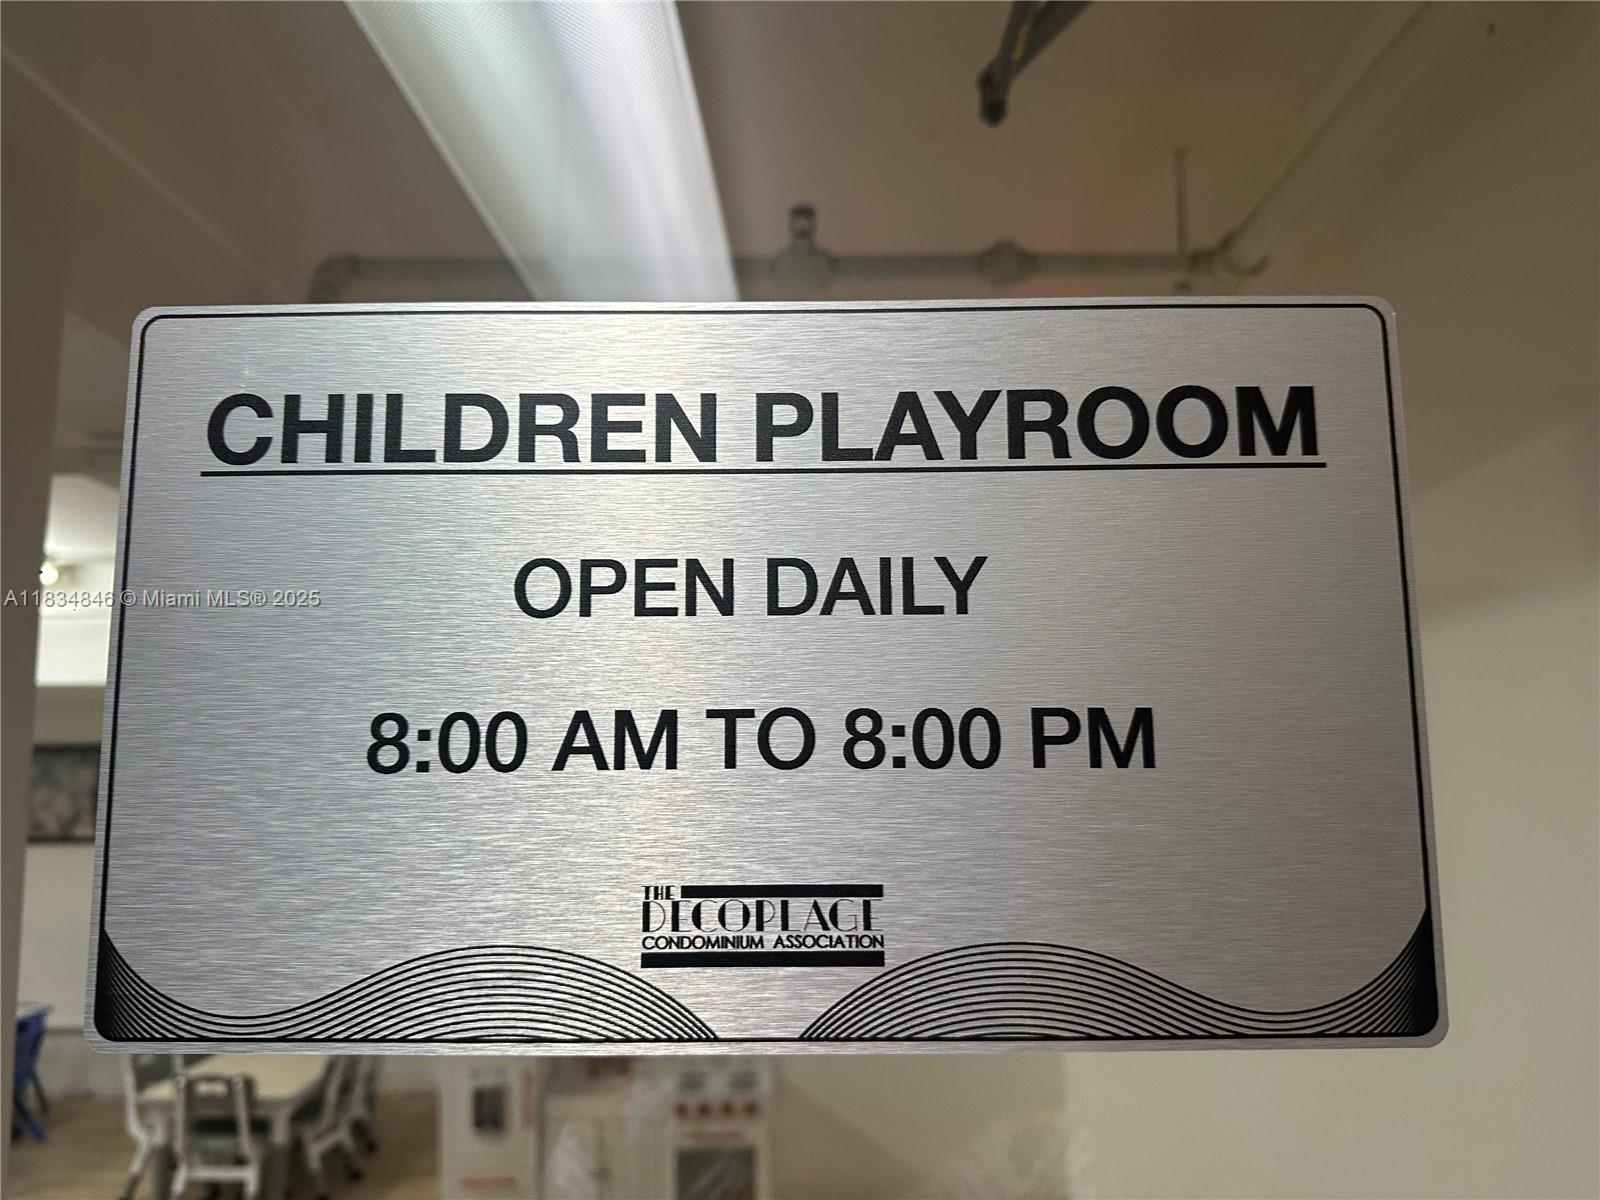 CHILDREN PLAYROOM
OPEN DAILY
A11834846 © Miami MLS® 2025
8:00 AM TO 8:00 PM
THE
DECOPLAGE
CONDOMINIUM ASSOCIATION